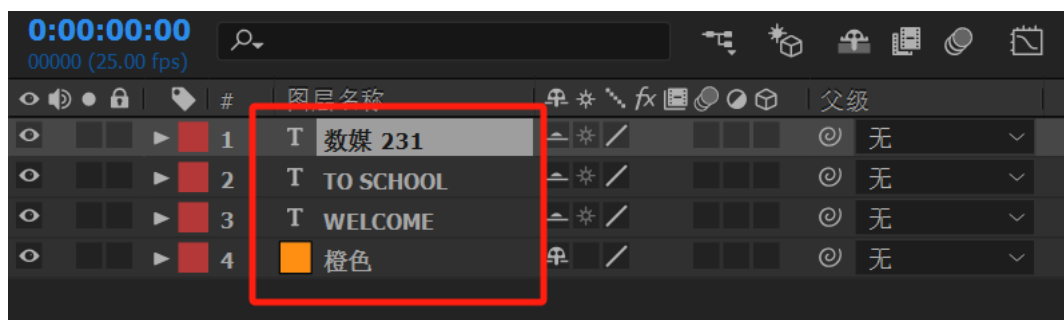 0:00:00:00
00000 (25.00 fps)
# 图层名称 fx 父级
1 T 数媒 231 无
2 T TO SCHOOL 无
3 T WELCOME 无
4 橙色 无